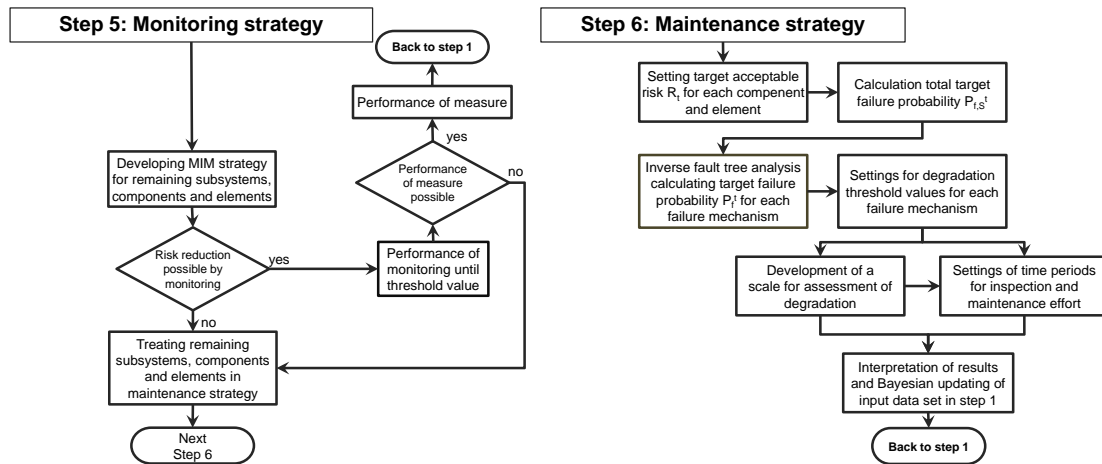 Step 5: Monitoring strategy
Back to step 1
Performance of measure
yes
Performance
of measure
possible
no
Developing MIM strategy
for remaining subsystems,
components and elements
Risk reduction
possible by
monitoring
yes
Performance of
monitoring until
threshold value
no
Treating remaining
subsystems, components
and elements in
maintenance strategy
Next
Step 6
Step 6: Maintenance strategy
Setting target acceptable
risk Rt for each compenent
and element
Calculation total target
failure probability Pf,St
Inverse fault tree analysis
calculating target failure
probability Pft for each
failure mechanism
Settings for degradation
threshold values for each
failure mechanism
Development of a
scale for assessment of
degradation
Settings of time periods
for inspection and
maintenance effort
Interpretation of results
and Bayesian updating of
input data set in step 1
Back to step 1